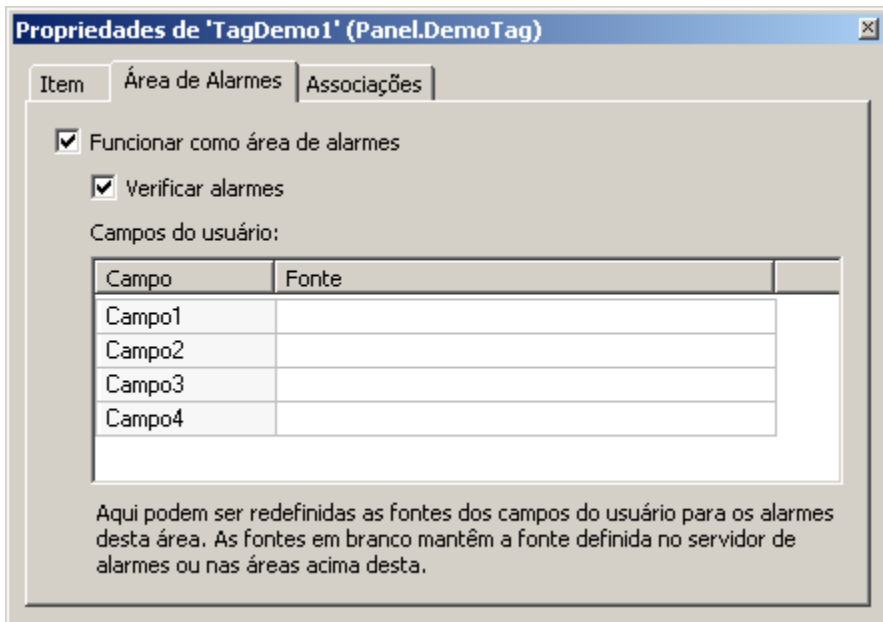 Propriedades de 'TagDemo1' (Panel.DemoTag)
Item Área de Alarmes Associações
Funcionar como área de alarmes
Verificar alarmes
Campos do usuário:
Campo Fonte
Campo1
Campo2
Campo3
Campo4
Aqui podem ser redefinidas as fontes dos campos do usuário para os alarmes
desta área. As fontes em branco mantêm a fonte definida no servidor de
alarmes ou nas áreas acima desta.